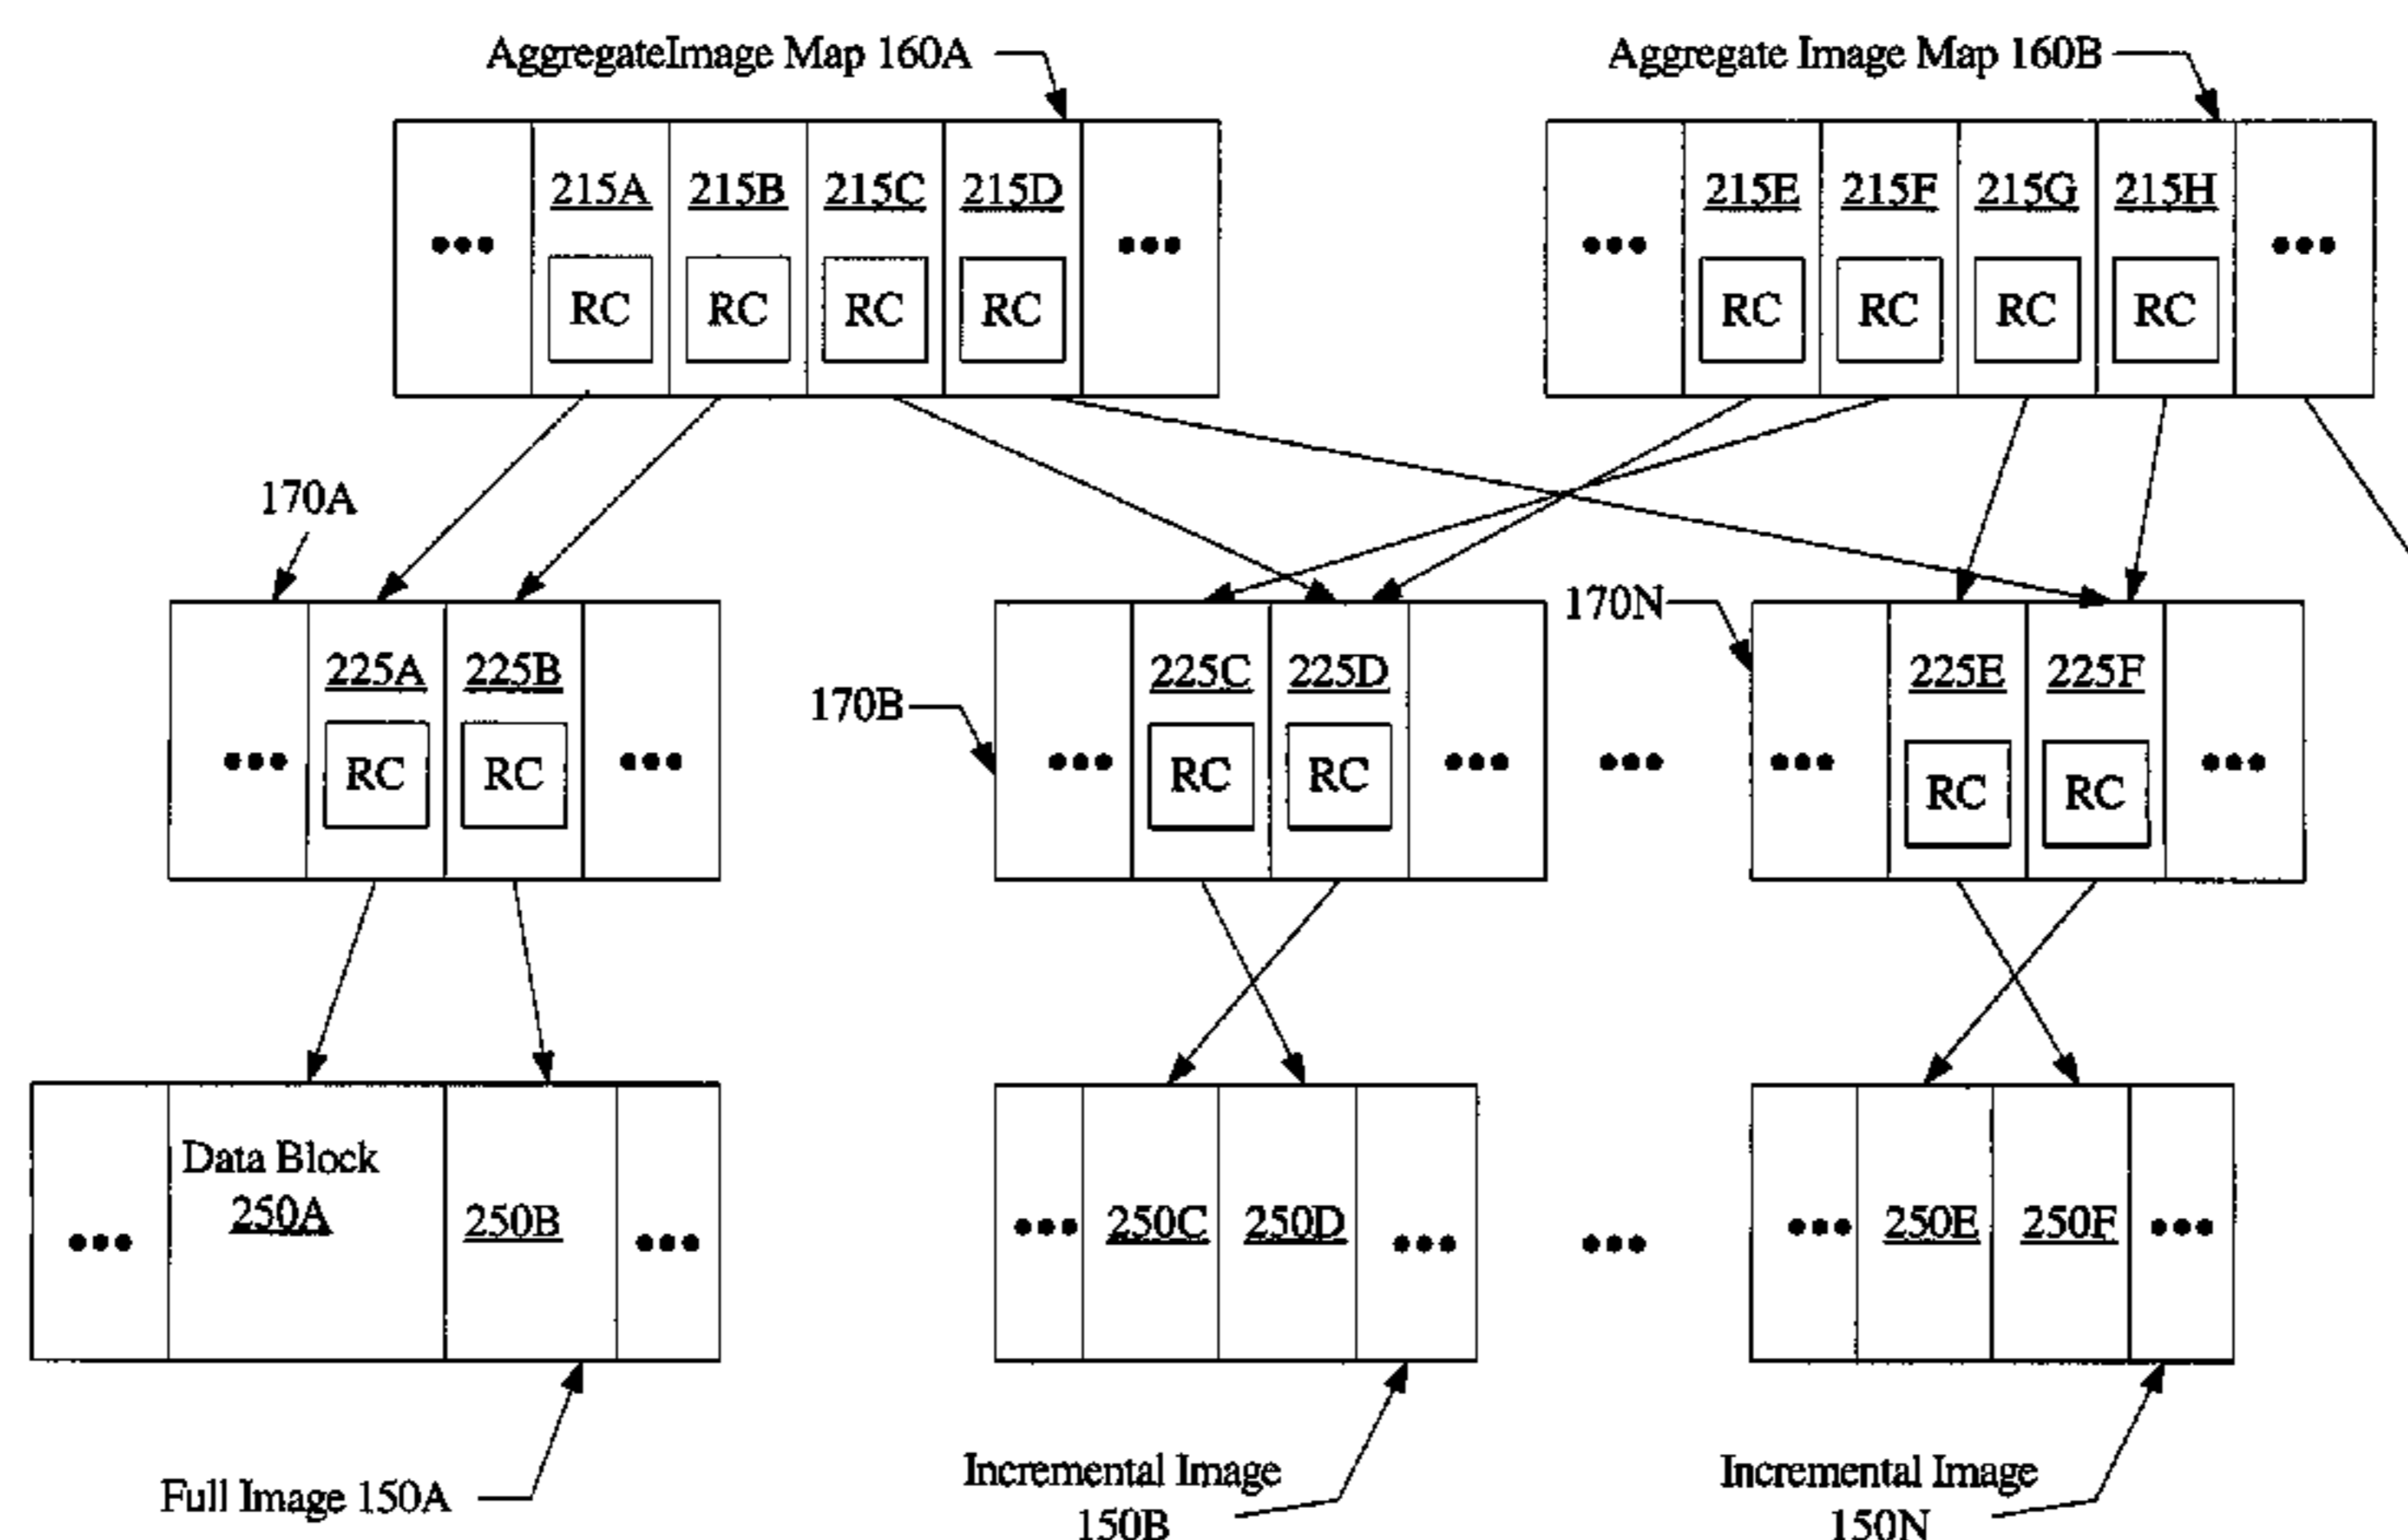 AggregateImage Map 160A
Aggregate Image Map 160B
••• 215A 215B 215C 215D •••
RC RC RC RC
••• 215E 215F 215G 215H •••
RC RC RC RC
170A
170B
170N
••• 225A 225B •••
RC RC
••• 225C 225D •••
RC RC
•••
••• 225E 225F •••
RC RC
••• Data Block
250A 250B •••
••• 250C 250D •••
•••
••• 250E 250F •••
Full Image 150A
Incremental Image
150B
Incremental Image
150N